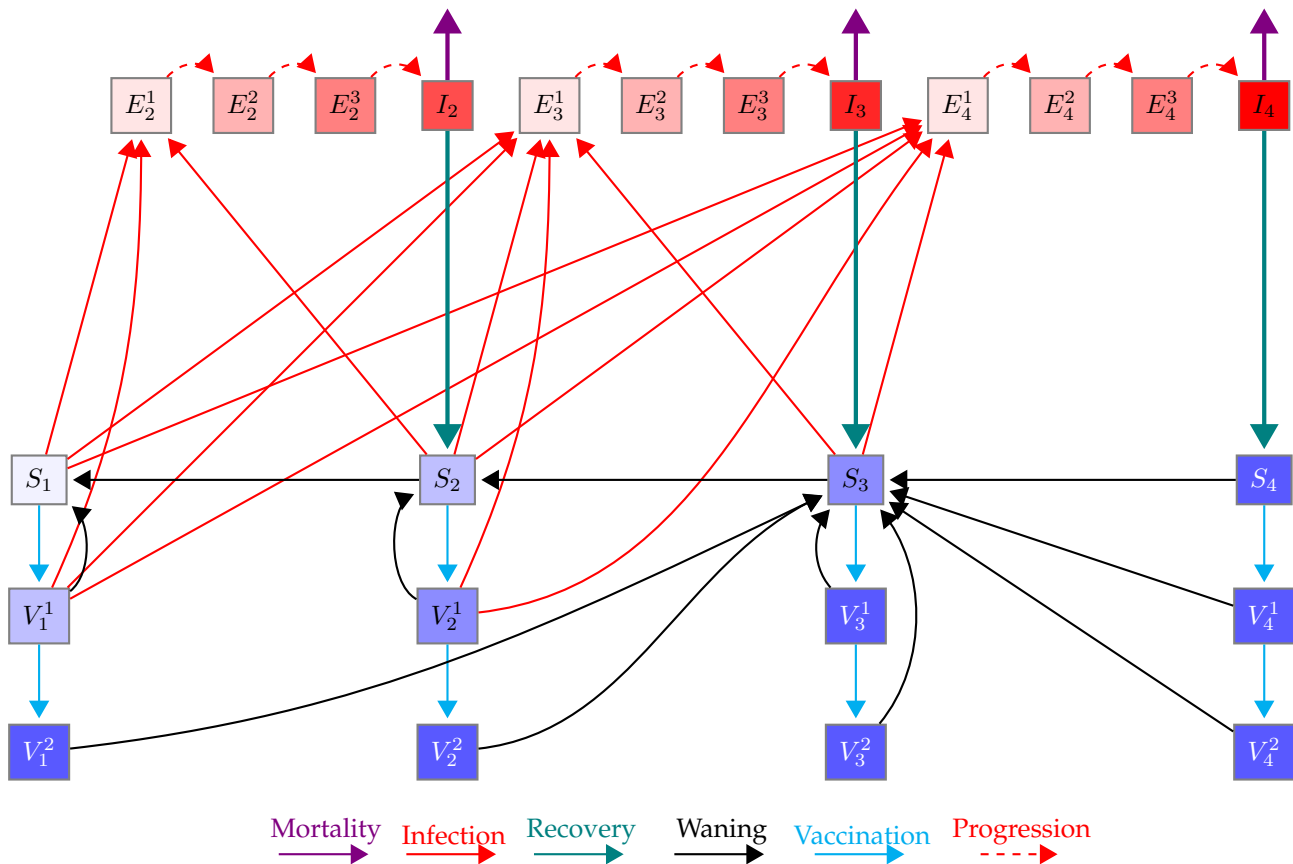 E_2^1 E_2^2 E_2^3 I_2 E_3^1 E_3^2 E_3^3 I_3 E_4^1 E_4^2 E_4^3 I_4
S_1 S_2 S_3 S_4
V_1^1 V_2^1 V_3^1 V_4^1
V_1^2 V_2^2 V_3^2 V_4^2
Mortality Infection Recovery Waning Vaccination Progression